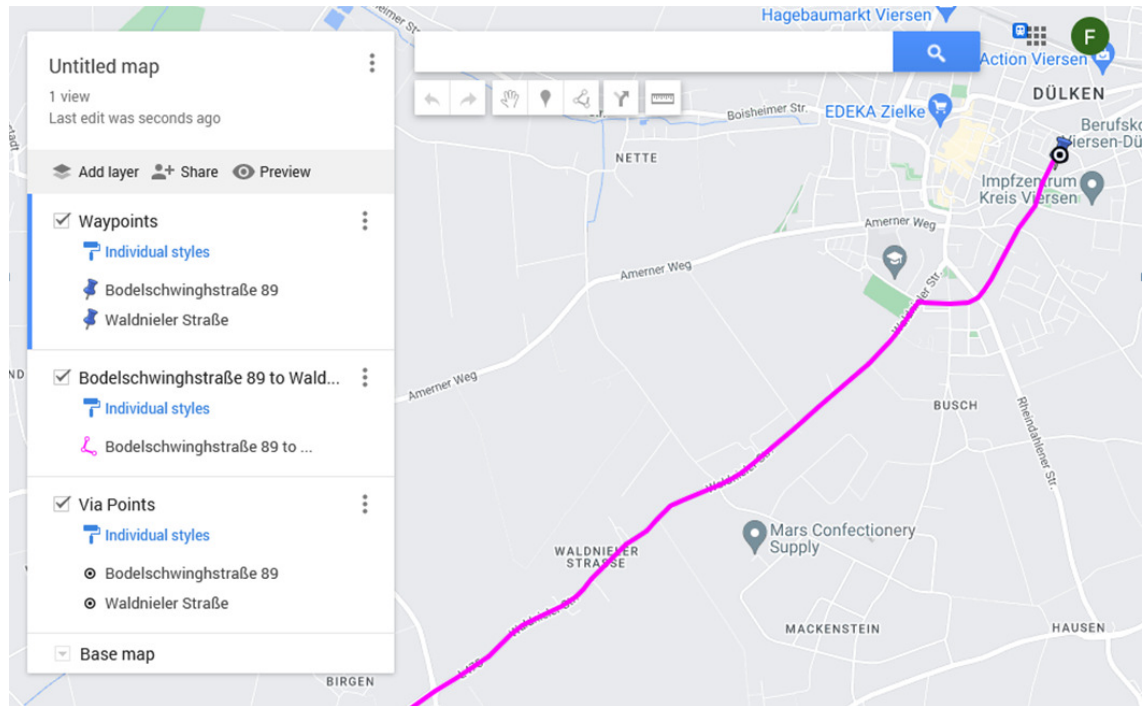 Untitled map
1 view
Last edit was seconds ago
Add layer
Share
Preview
Waypoints
Individual styles
Bodelschwinghstraße 89
Waldnieler Straße
Bodelschwinghstraße 89 to Wald...
Individual styles
Bodelschwinghstraße 89 to ...
Via Points
Individual styles
Bodelschwinghstraße 89
Waldnieler Straße
Base map
Hagebaumarkt Viersen
F
Action Viersen
DÜLKEN
Boisheimer Str.
EDEKA Zielke
NETTE
Impfzentrum
Kreis Viersen
Amerner Weg
Amerner Weg
Amerner Weg
BUSCH
Rheindahlener Str.
Mars Confectionery
Supply
WALDNIELER
STRASSE
MACKENSTEIN
HAUSEN
BIRGEN